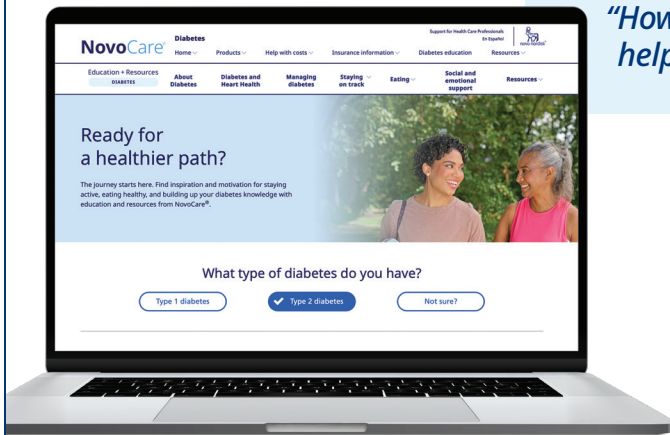 "How
help
Support for Health Care Professionals
En Español
NovoCare®
Diabetes
Home Products Help with costs Insurance information Diabetes education Resources
novo nordisk®
Education + Resources
DIABETES
About
Diabetes
Diabetes and
Heart Health
Managing
diabetes
Staying
on track
Eating
Social and
emotional
support
Resources
Ready for
a healthier path?
The journey starts here. Find inspiration and motivation for staying
active, eating healthy, and building up your diabetes knowledge with
education and resources from NovoCare®.
What type of diabetes do you have?
Type 1 diabetes Type 2 diabetes Not sure?